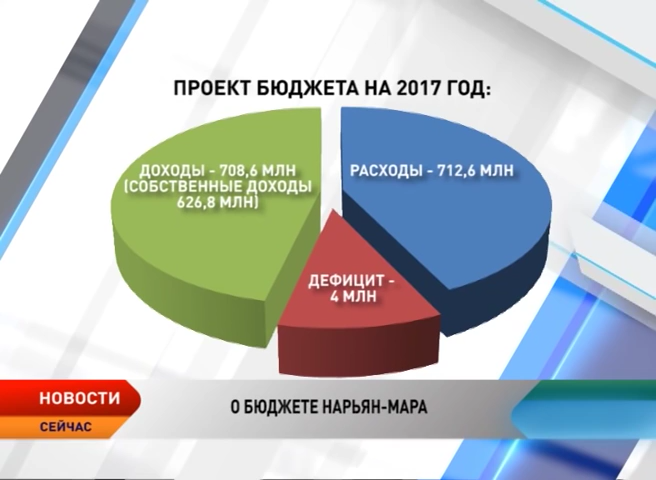 ПРОЕКТ БЮДЖЕТА НА 2017 ГОД:
ДОХОДЫ - 708,6 МЛН
(СОБСТВЕННЫЕ ДОХОДЫ
626,8 МЛН)
РАСХОДЫ - 712,6 МЛН
ДЕФИЦИТ -
4 МЛН
НОВОСТИ
СЕЙЧАС
О БЮДЖЕТЕ НАРЬЯН-МАРА